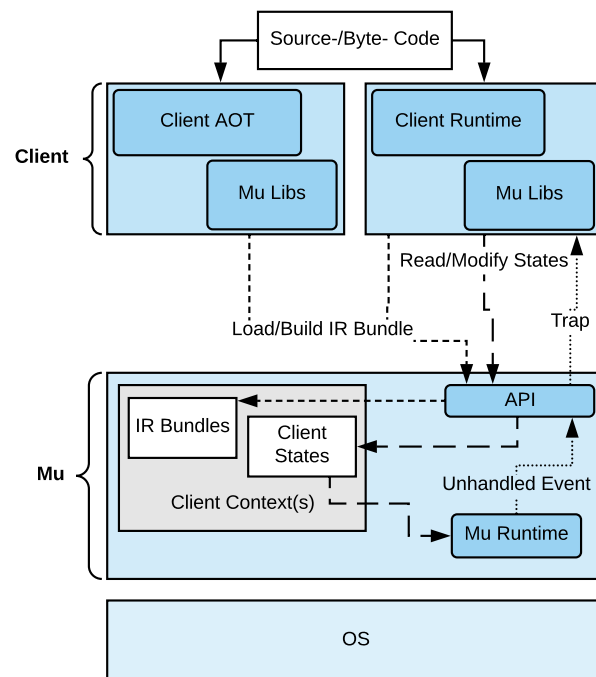 Source-/Byte- Code
Client AOT
Client Runtime
Client
Mu Libs
Mu Libs
Read/Modify States
Load/Build IR Bundle
Trap
API
IR Bundles
Client
States
Mu
Unhandled Event
Client Context(s)
Mu Runtime
OS